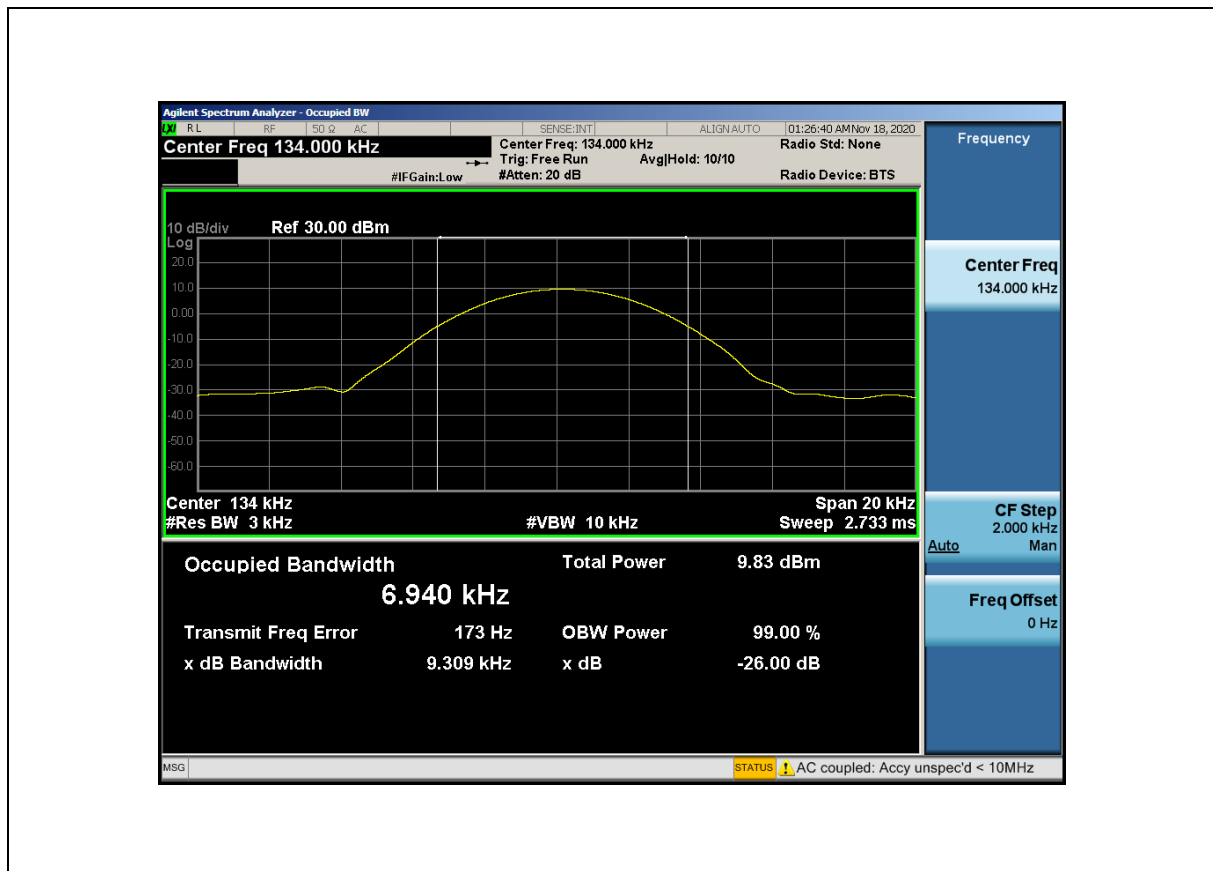 Agilent Spectrum Analyzer - Occupied BW
LXI RL RF 50 Ω AC SENSE:INT ALIGN AUTO 01:26:40 AM Nov 18, 2020
Center Freq 134.000 kHz
Center Freq: 134.000 kHz Radio Std: None
Trig: Free Run Avg|Hold: 10/10
#IFGain:Low #Atten: 20 dB Radio Device: BTS
10 dB/div Ref 30.00 dBm
Log
20.0
10.0
0.00
-10.0
-20.0
-30.0
-40.0
-50.0
-60.0
Center 134 kHz Span 20 kHz
#Res BW 3 kHz #VBW 10 kHz Sweep 2.733 ms
Occupied Bandwidth Total Power 9.83 dBm
6.940 kHz
Transmit Freq Error 173 Hz OBW Power 99.00 %
x dB Bandwidth 9.309 kHz x dB -26.00 dB
Frequency
Center Freq
134.000 kHz
CF Step
2.000 kHz
Auto Man
Freq Offset
0 Hz
MSG STATUS AC coupled: Accy unspec'd < 10MHz